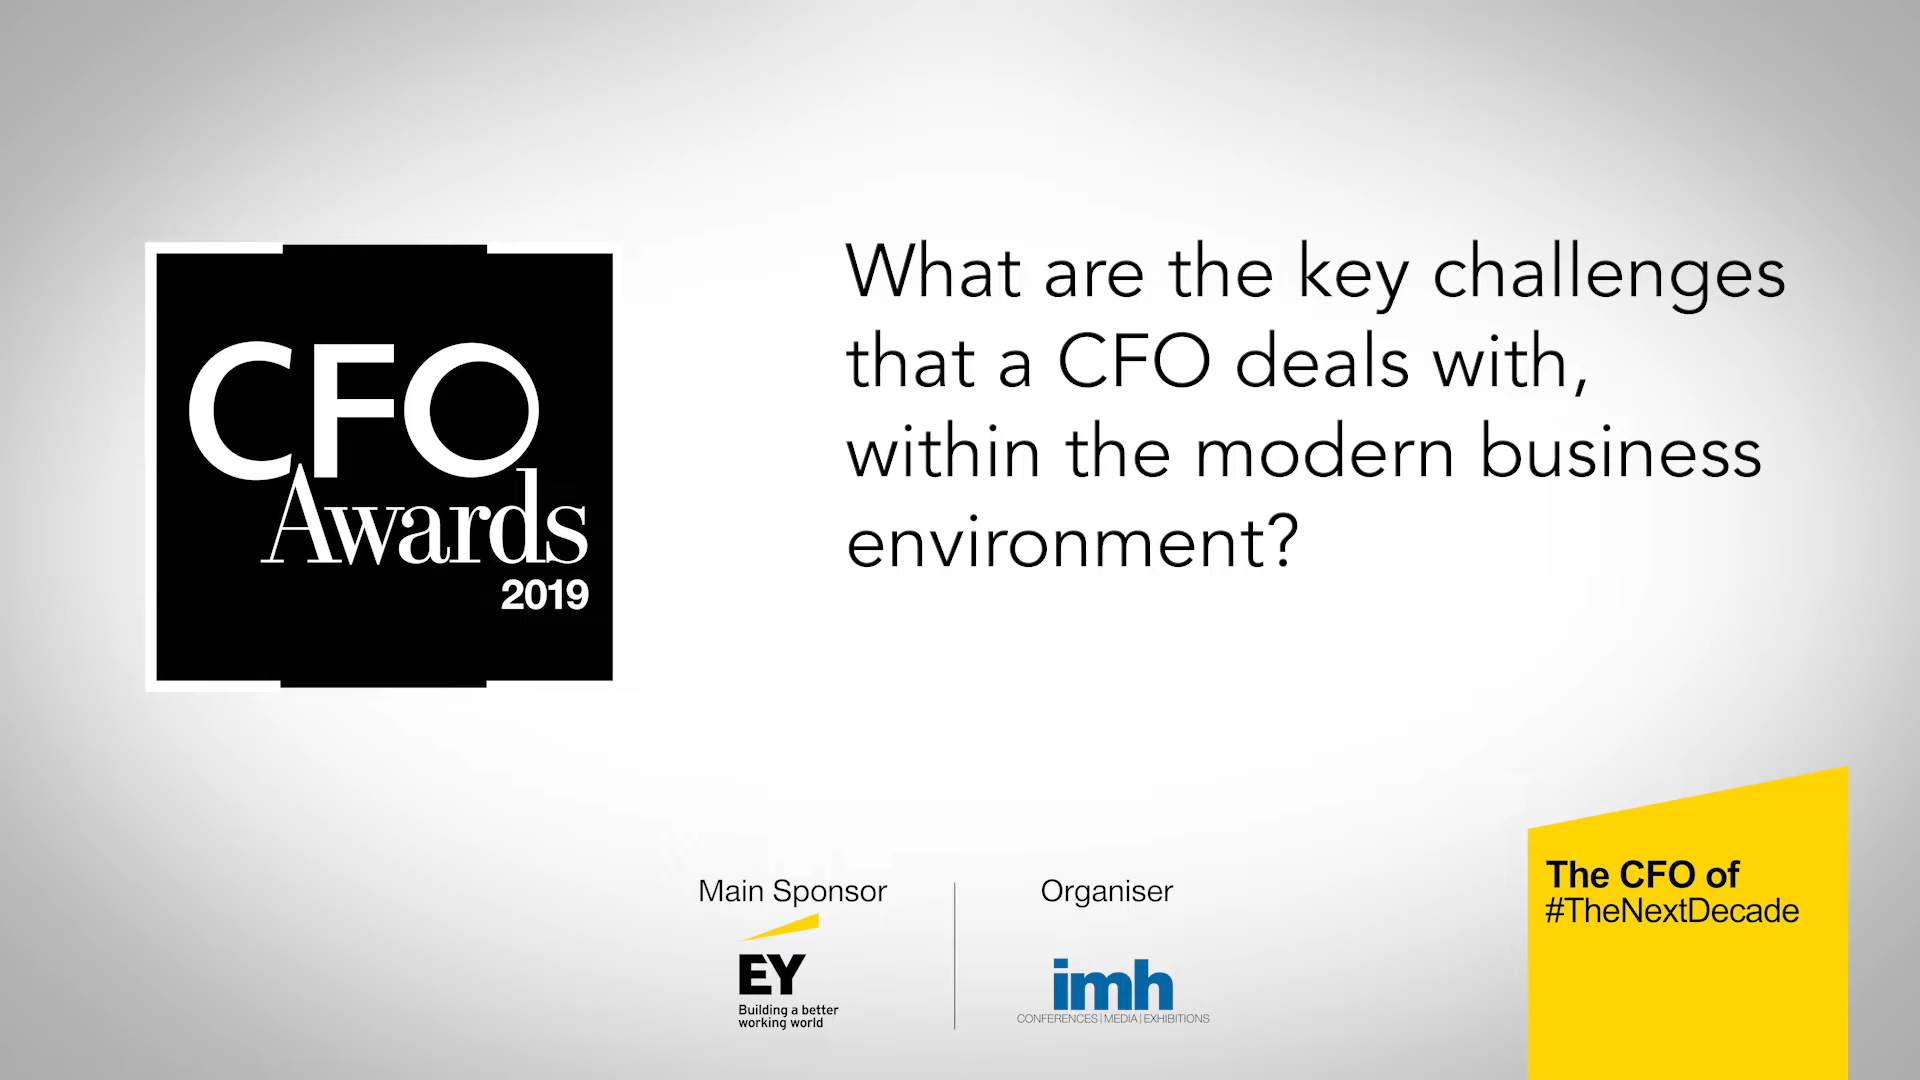 CFO
Awards
2019
What are the key challenges
that a CFO deals with,
within the modern business
environment?
Main Sponsor
EY
Building a better
working world
Organiser
imh
CONFERENCES | MEDIA | EXHIBITIONS
The CFO of
#TheNextDecade